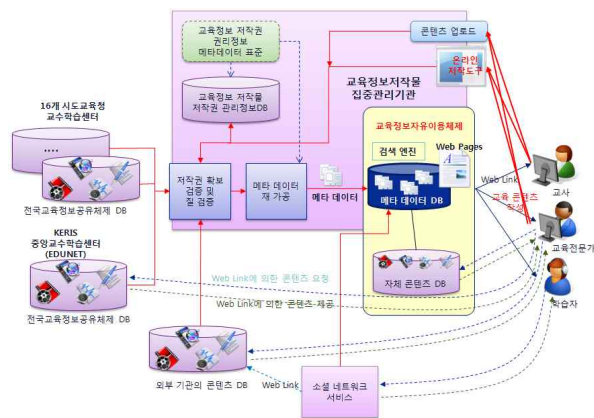 교육정보 저작권
권리정보
메타데이터 표준
콘텐츠 업로드
온라인
저작도구
교육정보저작물
집중관리기관
교육정보 저작물
저작권 관리정보DB
16개 시도교육청
교수학습센터
....
전국교육정보공유체제 DB
교육정보자유이용체제
검색 엔진
Web Pages
저작권 확보
검증 및
질 검증
메타 데이터
재 가공
메타 데이터
메타 데이터 DB
Web Link
교사
교육 콘텐츠
작성
교육전문가
학습자
KERIS
중앙교수학습센터
(EDUNET)
전국교육정보공유체제 DB
Web Link에 의한 콘텐츠 요청
Web Link에 의한 콘텐츠 제공
자체 콘텐츠 DB
외부 기관의 콘텐츠 DB
Web Link
소셜 네트워크
서비스